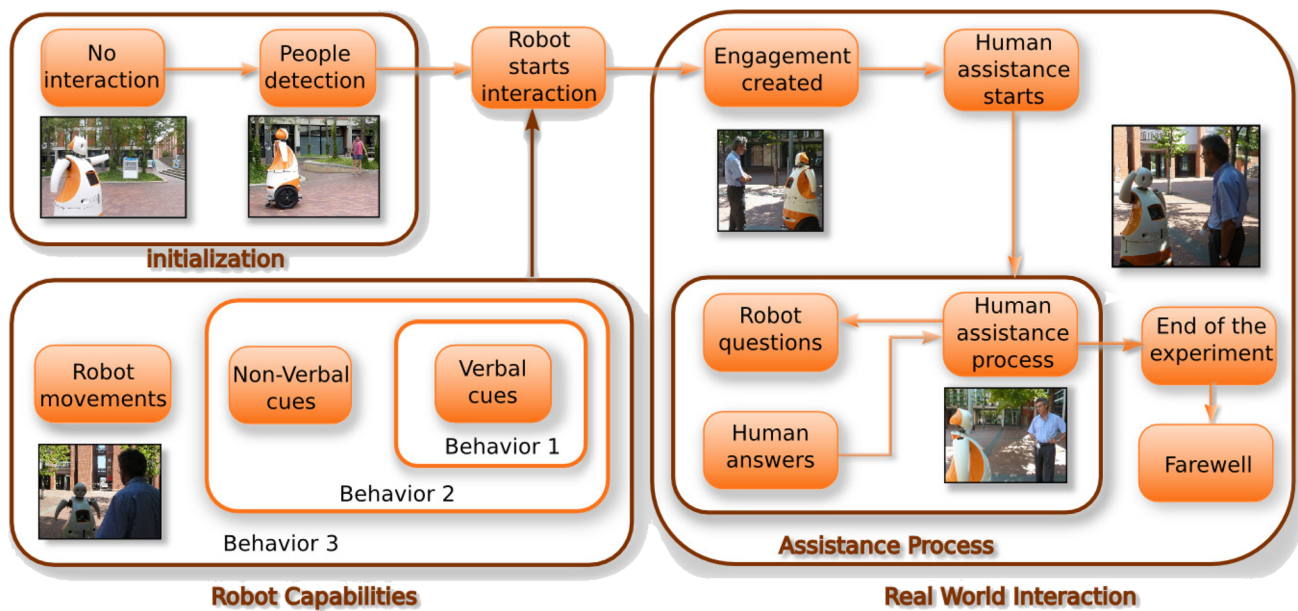 No
interaction
People
detection
Robot
starts
interaction
Engagement
created
Human
assistance
starts
initialization
Robot
movements
Non-Verbal
cues
Verbal
cues
Behavior 1
Behavior 2
Behavior 3
Robot Capabilities
Robot
questions
Human
assistance
process
Human
answers
End of the
experiment
Farewell
Assistance Process
Real World Interaction